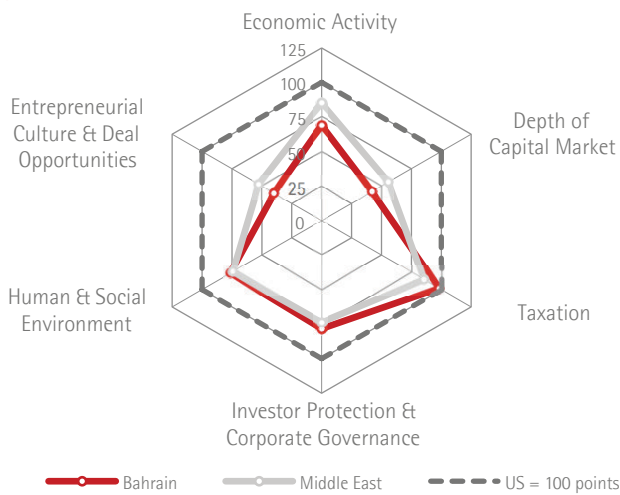 Economic Activity
125
100
75
50
25
0
Depth of
Capital Market
Taxation
Investor Protection &
Corporate Governance
Human & Social
Environment
Entrepreneurial
Culture & Deal
Opportunities
Bahrain
Middle East
US = 100 points